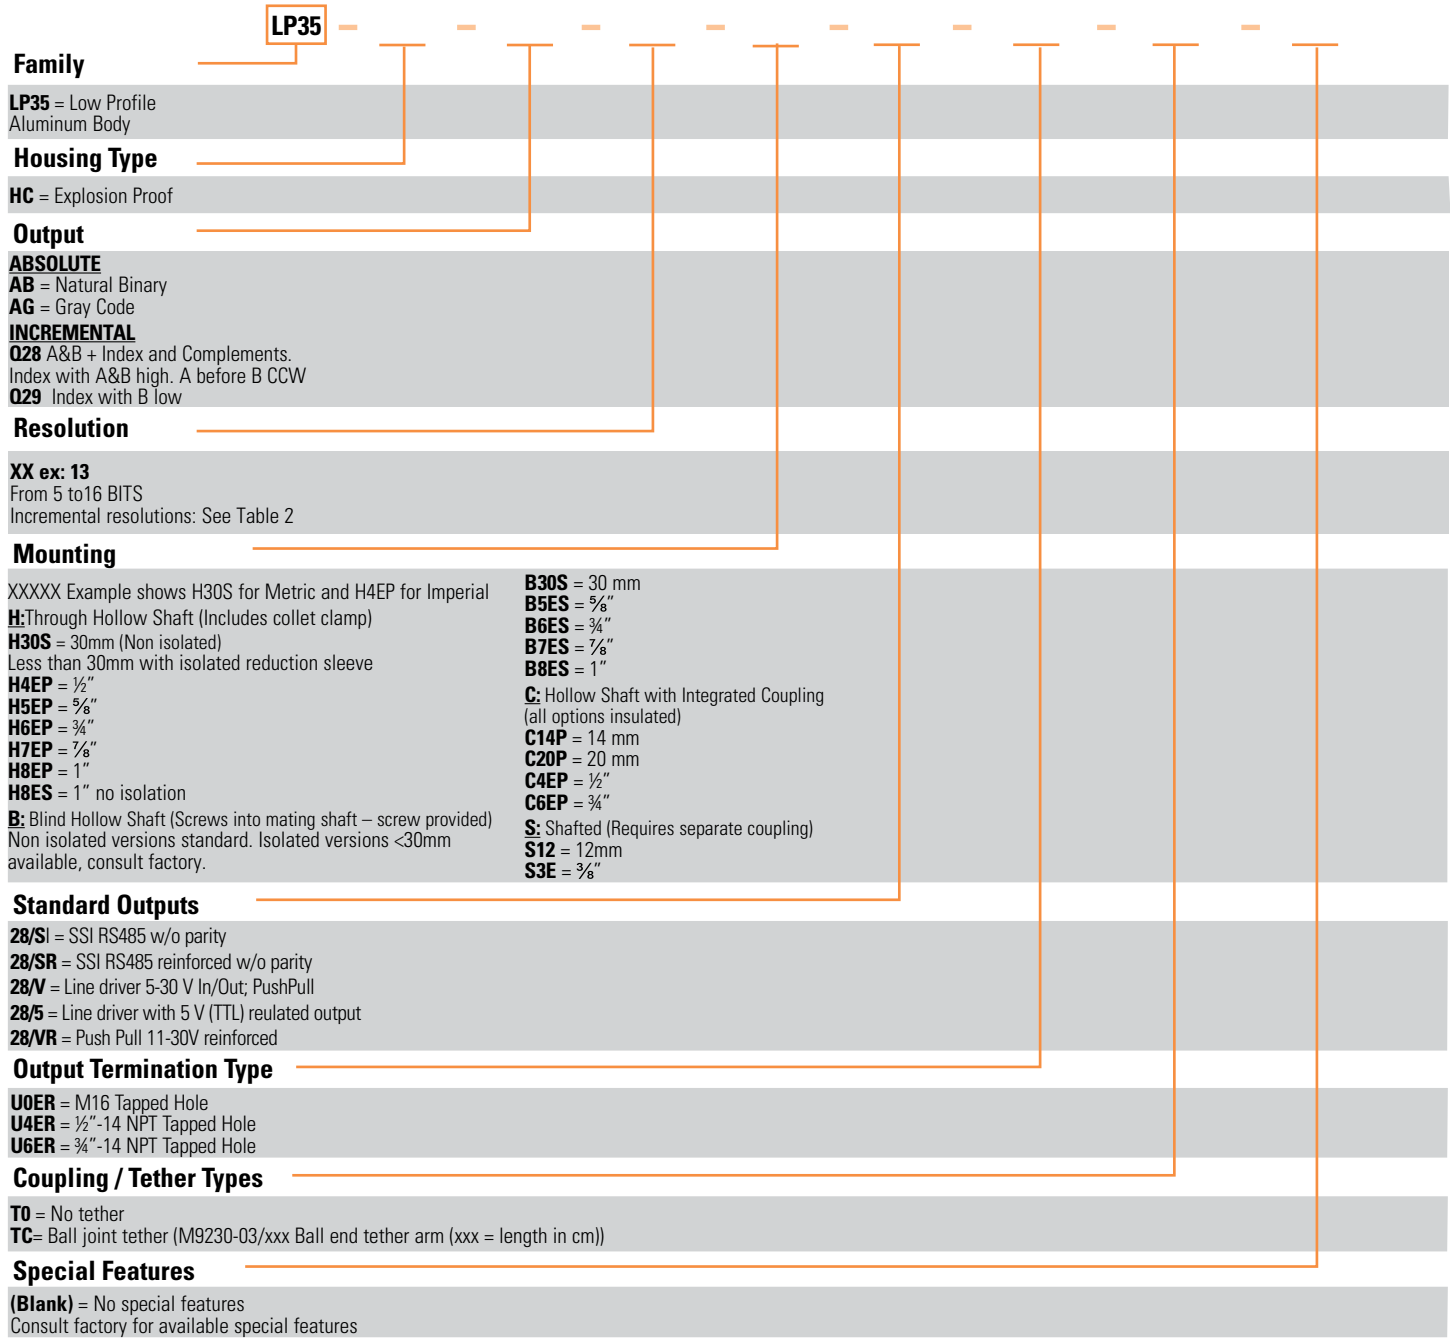 LP35
Family
LP35 = Low Profile
Aluminum Body
Housing Type
HC = Explosion Proof
Output
ABSOLUTE
AB = Natural Binary
AG = Gray Code
INCREMENTAL
Q28 A&B + Index and Complements.
Index with A&B high. A before B CCW
Q29 Index with B low
Resolution
XX ex: 13
From 5 to16 BITS
Incremental resolutions: See Table 2
Mounting
XXXXX Example shows H30S for Metric and H4EP for Imperial
H:Through Hollow Shaft (Includes collet clamp)
H30S = 30mm (Non isolated)
Less than 30mm with isolated reduction sleeve
H4EP = ½"
H5EP = ⅝"
H6EP = ¾"
H7EP = ⅞"
H8EP = 1"
H8ES = 1" no isolation
B: Blind Hollow Shaft (Screws into mating shaft – screw provided)
Non isolated versions standard. Isolated versions <30mm
available, consult factory.
B30S = 30 mm
B5ES = ⅝"
B6ES = ¾"
B7ES = ⅞"
B8ES = 1"
C: Hollow Shaft with Integrated Coupling
(all options insulated)
C14P = 14 mm
C20P = 20 mm
C4EP = ½"
C6EP = ¾"
S: Shafted (Requires separate coupling)
S12 = 12mm
S3E = ⅜"
Standard Outputs
28/SI = SSI RS485 w/o parity
28/SR = SSI RS485 reinforced w/o parity
28/V = Line driver 5-30 V In/Out; PushPull
28/5 = Line driver with 5 V (TTL) reulated output
28/VR = Push Pull 11-30V reinforced
Output Termination Type
U0ER = M16 Tapped Hole
U4ER = ½"-14 NPT Tapped Hole
U6ER = ¾"-14 NPT Tapped Hole
Coupling / Tether Types
T0 = No tether
TC= Ball joint tether (M9230-03/xxx Ball end tether arm (xxx = length in cm))
Special Features
(Blank) = No special features
Consult factory for available special features